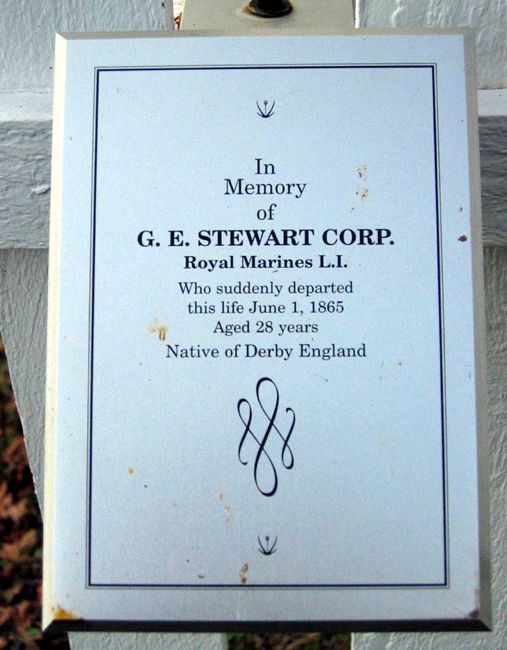 In
Memory
of
G. E. STEWART CORP.
Royal Marines L.I.
Who suddenly departed
this life June 1, 1865
Aged 28 years
Native of Derby England